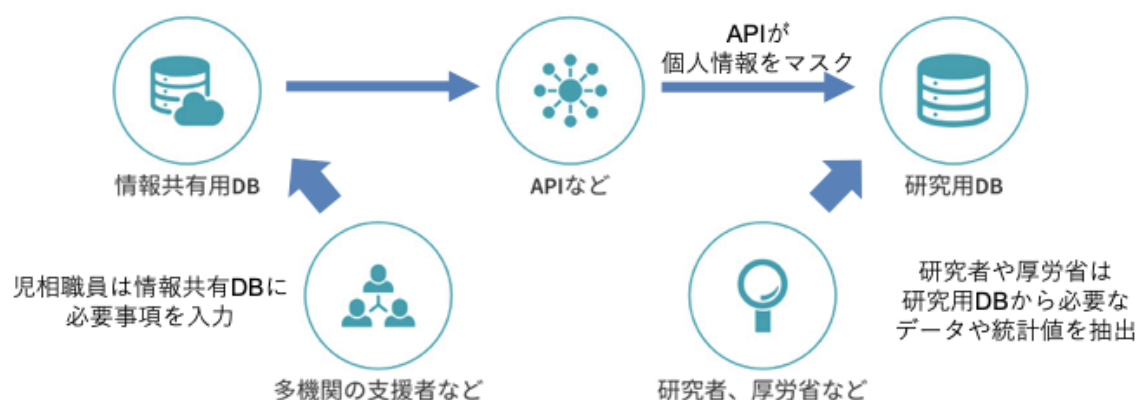 APIが
個人情報をマスク
情報共有用DB
APIなど
研究用DB
児相職員は情報共有DBに
必要事項を入力
研究者や厚労省は
研究用DBから必要な
データや統計値を抽出
多機関の支援者など
研究者、厚労省など